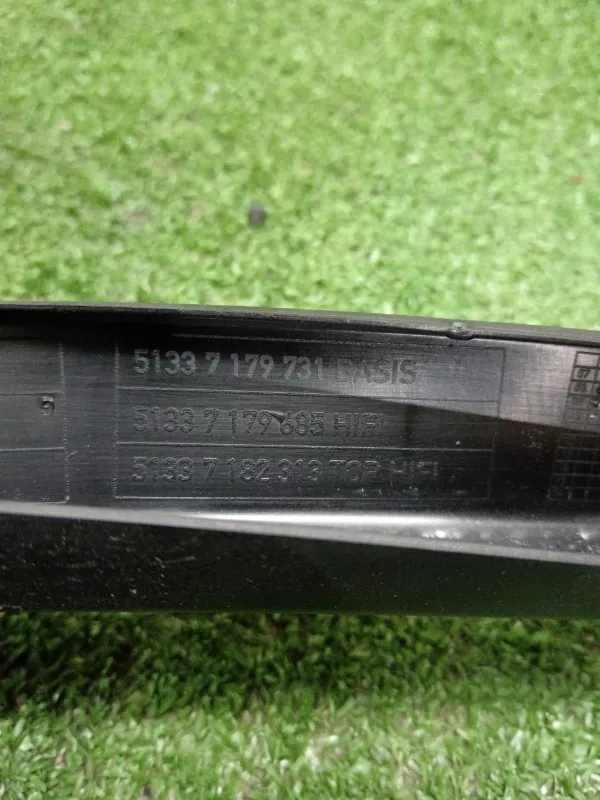 5133 7 179 731 BASIS
5133 7 179 685 HIFI
5133 7 182 313 TOP HIFI